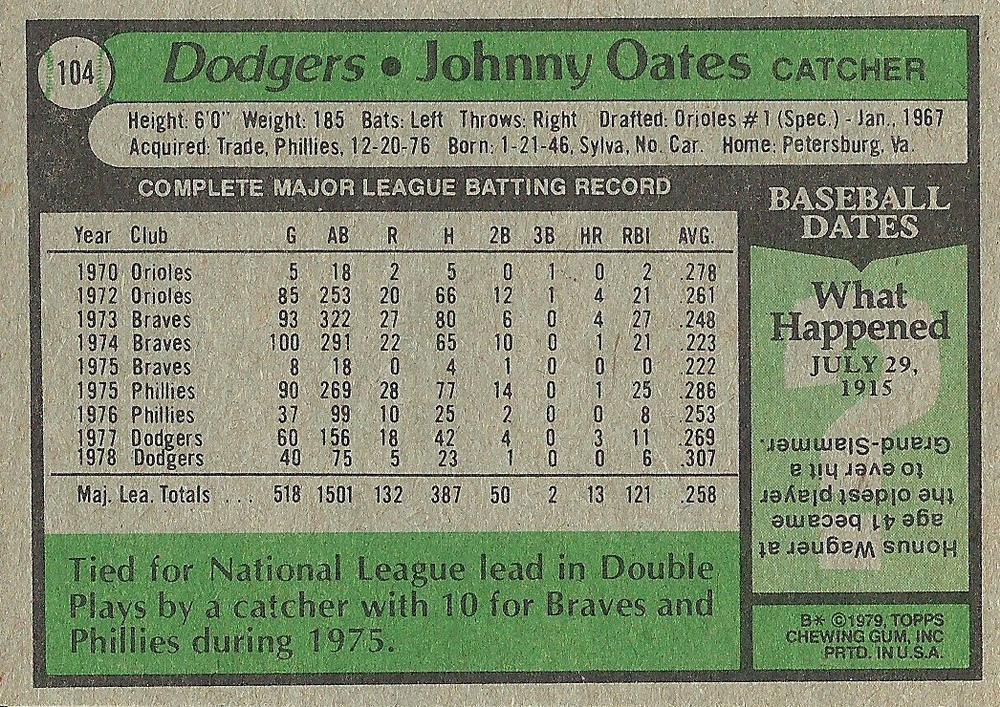 104
Dodgers • Johnny Oates CATCHER
Height: 6'0" Weight: 185 Bats: Left Throws: Right Drafted: Orioles #1 (Spec.) - Jan., 1967
Acquired: Trade, Phillies, 12-20-76 Born: 1-21-46, Sylva, No. Car. Home: Petersburg, Va.
COMPLETE MAJOR LEAGUE BATTING RECORD
Year Club G AB R H 2B 3B HR RBI AVG.
1970 Orioles 5 18 2 5 0 1 0 2 .278
1972 Orioles 85 253 20 66 12 1 4 21 .261
1973 Braves 93 322 27 80 6 0 4 27 .248
1974 Braves 100 291 22 65 10 0 1 21 .223
1975 Braves 8 18 0 4 1 0 0 0 .222
1975 Phillies 90 269 28 77 14 0 1 25 .286
1976 Phillies 37 99 10 25 2 0 0 8 .253
1977 Dodgers 60 156 18 42 4 0 3 11 .269
1978 Dodgers 40 75 5 23 1 0 0 6 .307
Maj. Lea. Totals ... 518 1501 132 387 50 2 13 121 .258
Tied for National League lead in Double
Plays by a catcher with 10 for Braves and
Phillies during 1975.
BASEBALL
DATES
What
Happened
JULY 29,
1915
?
Honus Wagner at
age 41 became
the oldest player
to ever hit a
Grand-Slammer.
B* ©1979, TOPPS
CHEWING GUM, INC
PRTD. IN U.S.A.